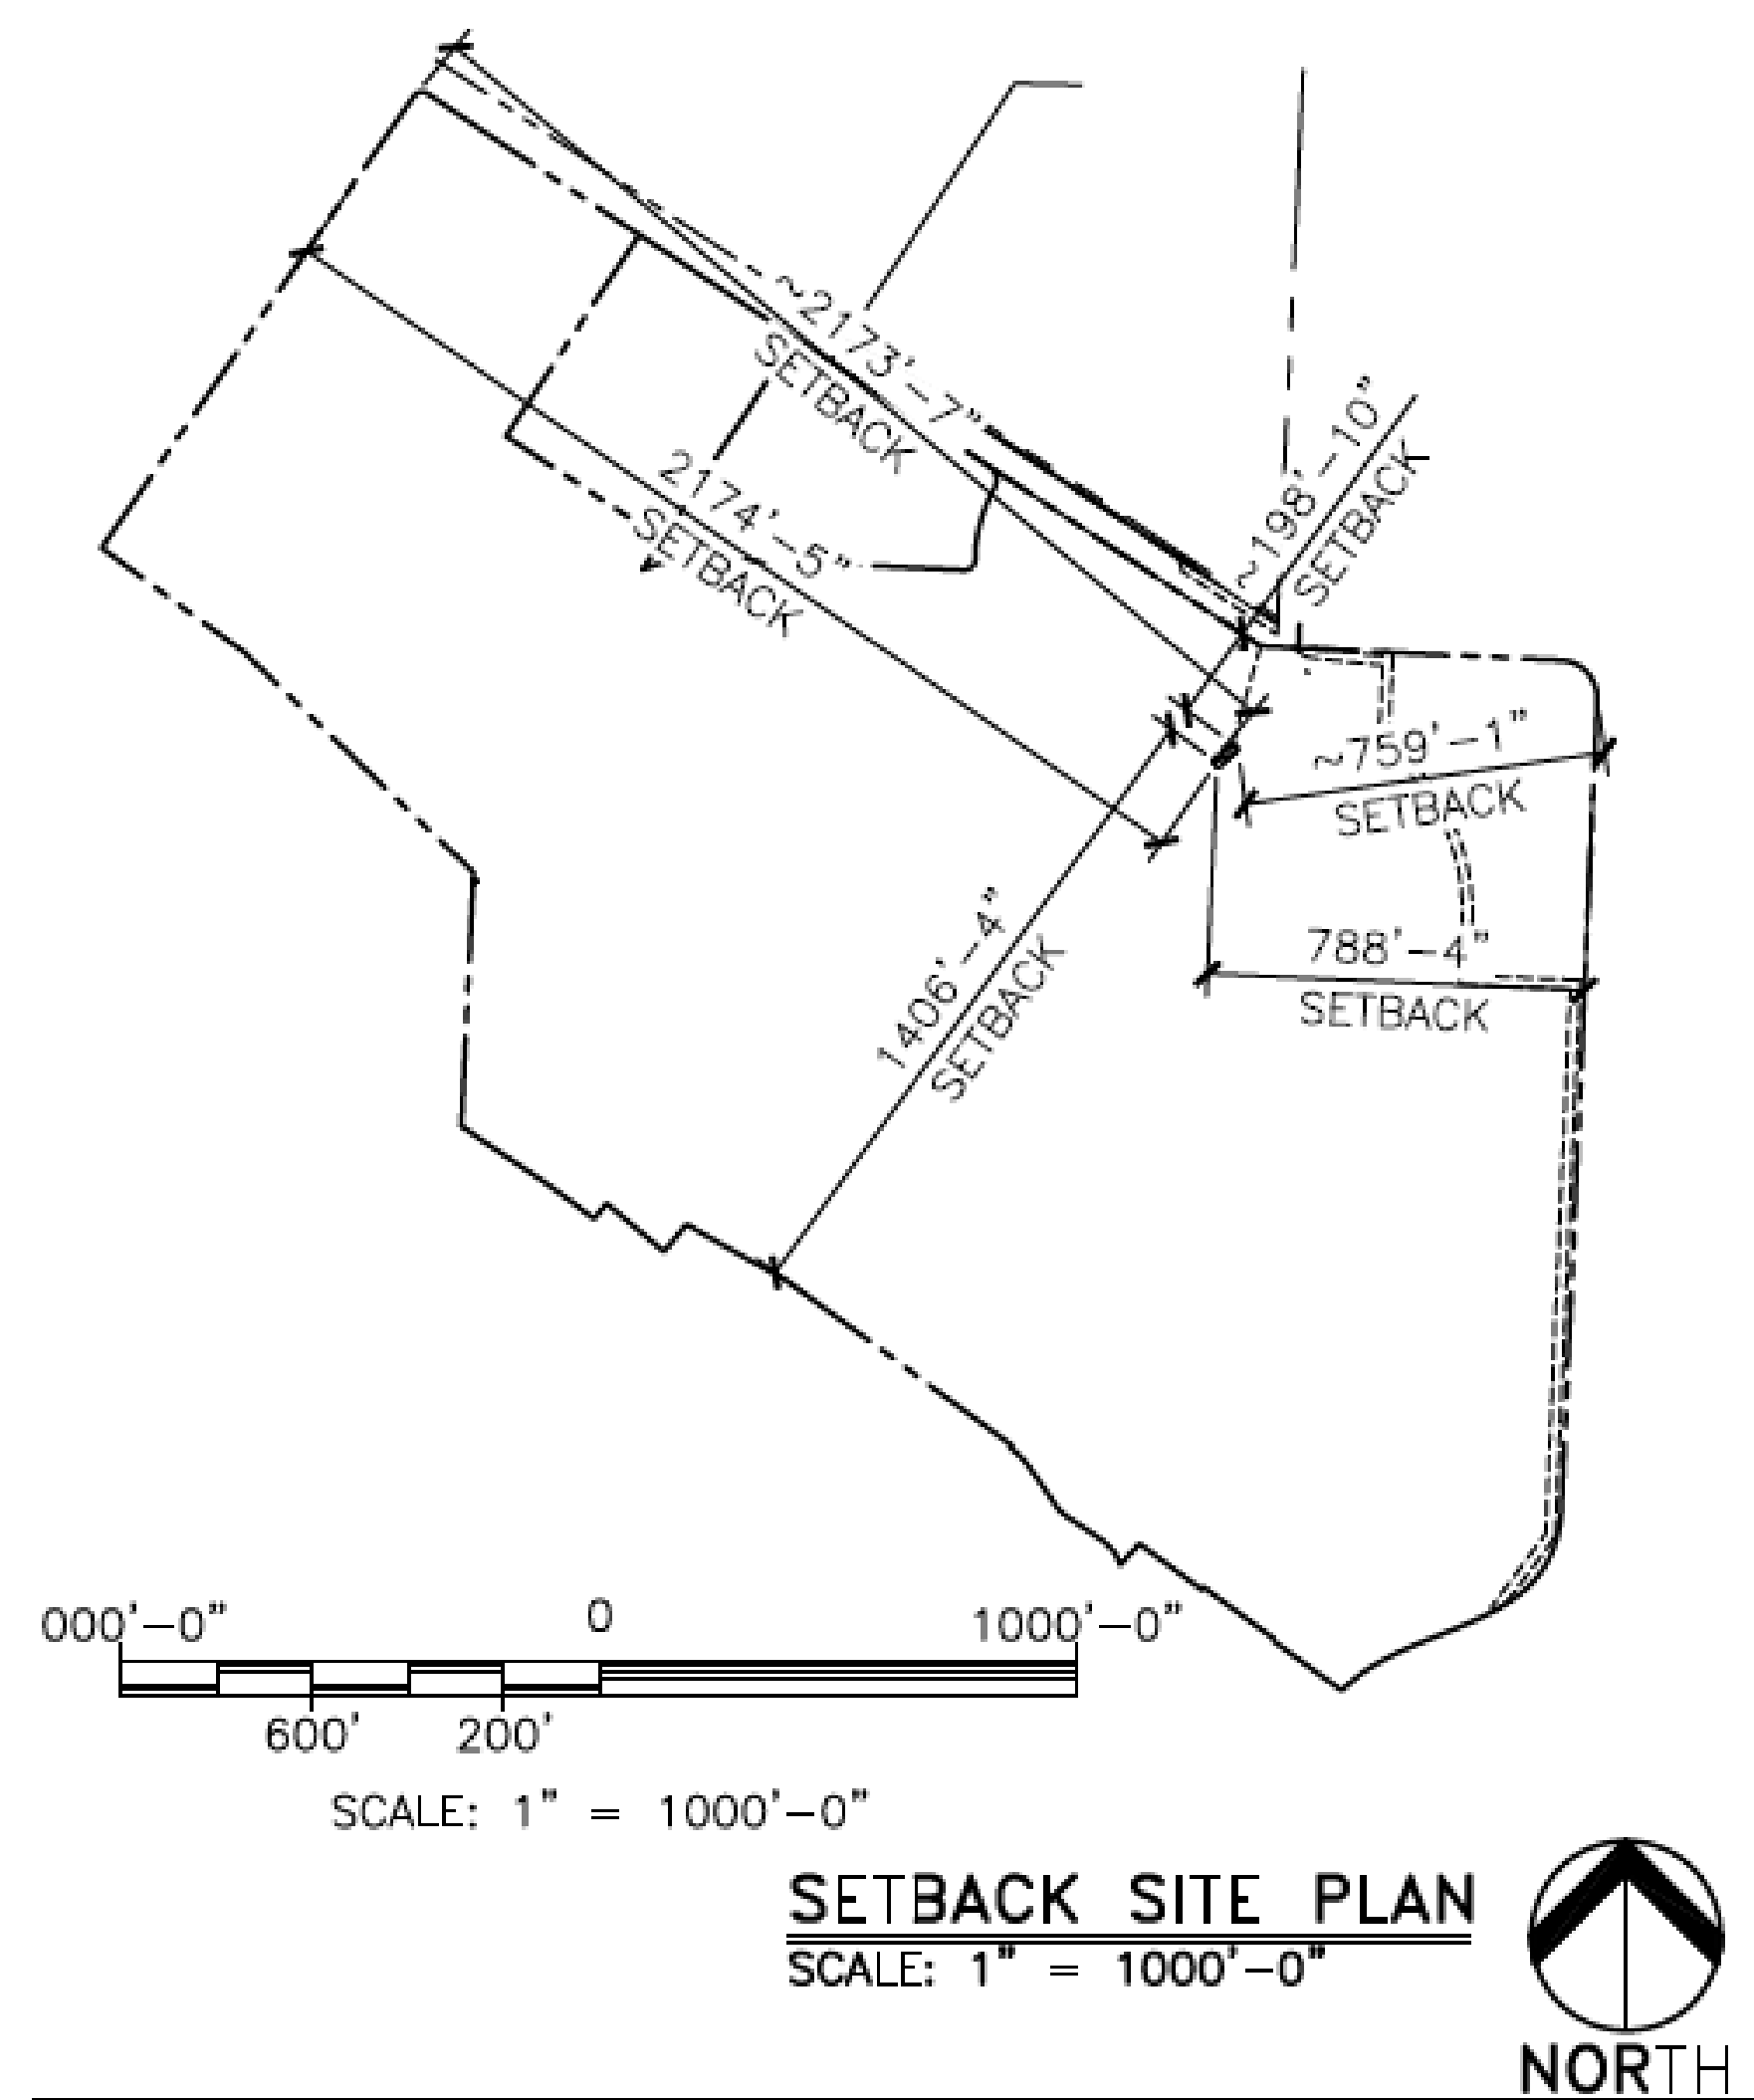 ~2173'-7"
SETBACK
~198'-10"
SETBACK
2174'-5"
SETBACK
~759'-1"
SETBACK
788'-4"
SETBACK
1406'-4"
SETBACK
000'-0" 0 1000'-0"
600' 200'
SCALE: 1" = 1000'-0"
SETBACK SITE PLAN
SCALE: 1" = 1000'-0"
NORTH